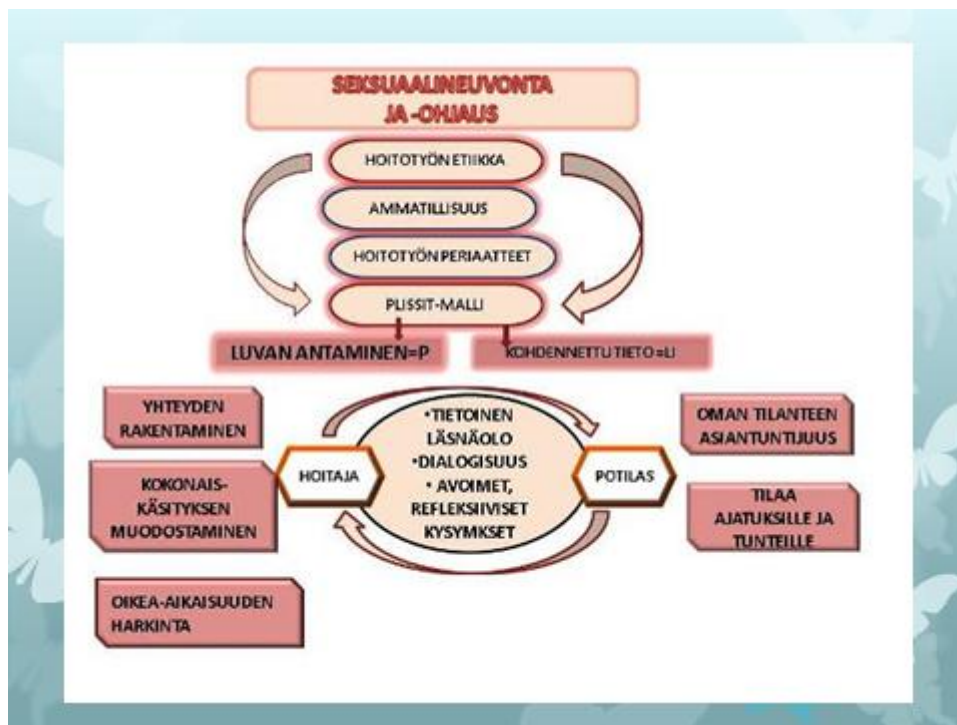 SEKSUAALINEUVONTA
JA -OHJAUS
HOITOTYÖN ETIIKKA
AMMATILLISUUS
HOITOTYÖN PERIAATTEET
PLISSIT-MALLI
LUVAN ANTAMINEN=P
KOHDENNETTU TIETO=LI
YHTEYDEN
RAKENTAMINEN
KOKONAIS-
KÄSITYKSEN
MUODOSTAMINEN
OIKEA-AIKAISUUDEN
HARKINTA
HOITAJA
•TIETOINEN
LÄSNÄOLO
•DIALOGISUUS
• AVOIMET,
REFLEKSIIVISET
KYSYMKSET
POTILAS
OMAN TILANTEEN
ASIANTUNTIJUUS
TILAA
AJATUKSILLE JA
TUNTEILLE